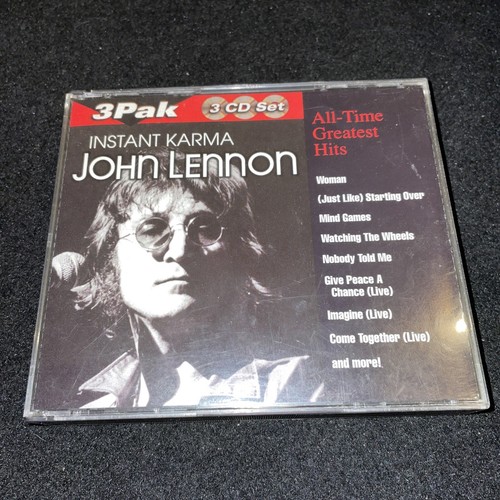 3Pak
3 CD Set
INSTANT KARMA
JOHN LENNON
All-Time
Greatest
Hits
Woman
(Just Like) Starting Over
Mind Games
Watching The Wheels
Nobody Told Me
Give Peace A
Chance (Live)
Imagine (Live)
Come Together (Live)
and more!